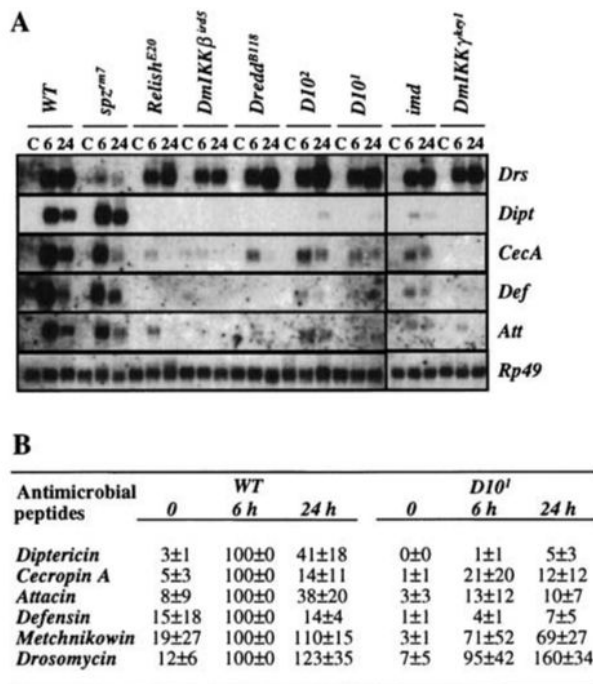 A
WT spz^rm7 Relish^E20 DmIKKβ^ird5 Dredd^B118 D10^2 D10^1 imd DmIKKγ^key1
C 6 24 C 6 24 C 6 24 C 6 24 C 6 24 C 6 24 C 6 24 C 6 24 C 6 24
Drs
Dipt
CecA
Def
Att
Rp49
B
Antimicrobial peptides WT D10^1
0 6 h 24 h 0 6 h 24 h
Diptericin 3±1 100±0 41±18 0±0 1±1 5±3
Cecropin A 5±3 100±0 14±11 1±1 21±20 12±12
Attacin 8±9 100±0 38±20 3±3 13±12 10±7
Defensin 15±18 100±0 14±4 1±1 4±1 7±5
Metchnikowin 19±27 100±0 110±15 3±1 71±52 69±27
Drosomycin 12±6 100±0 123±35 7±5 95±42 160±34